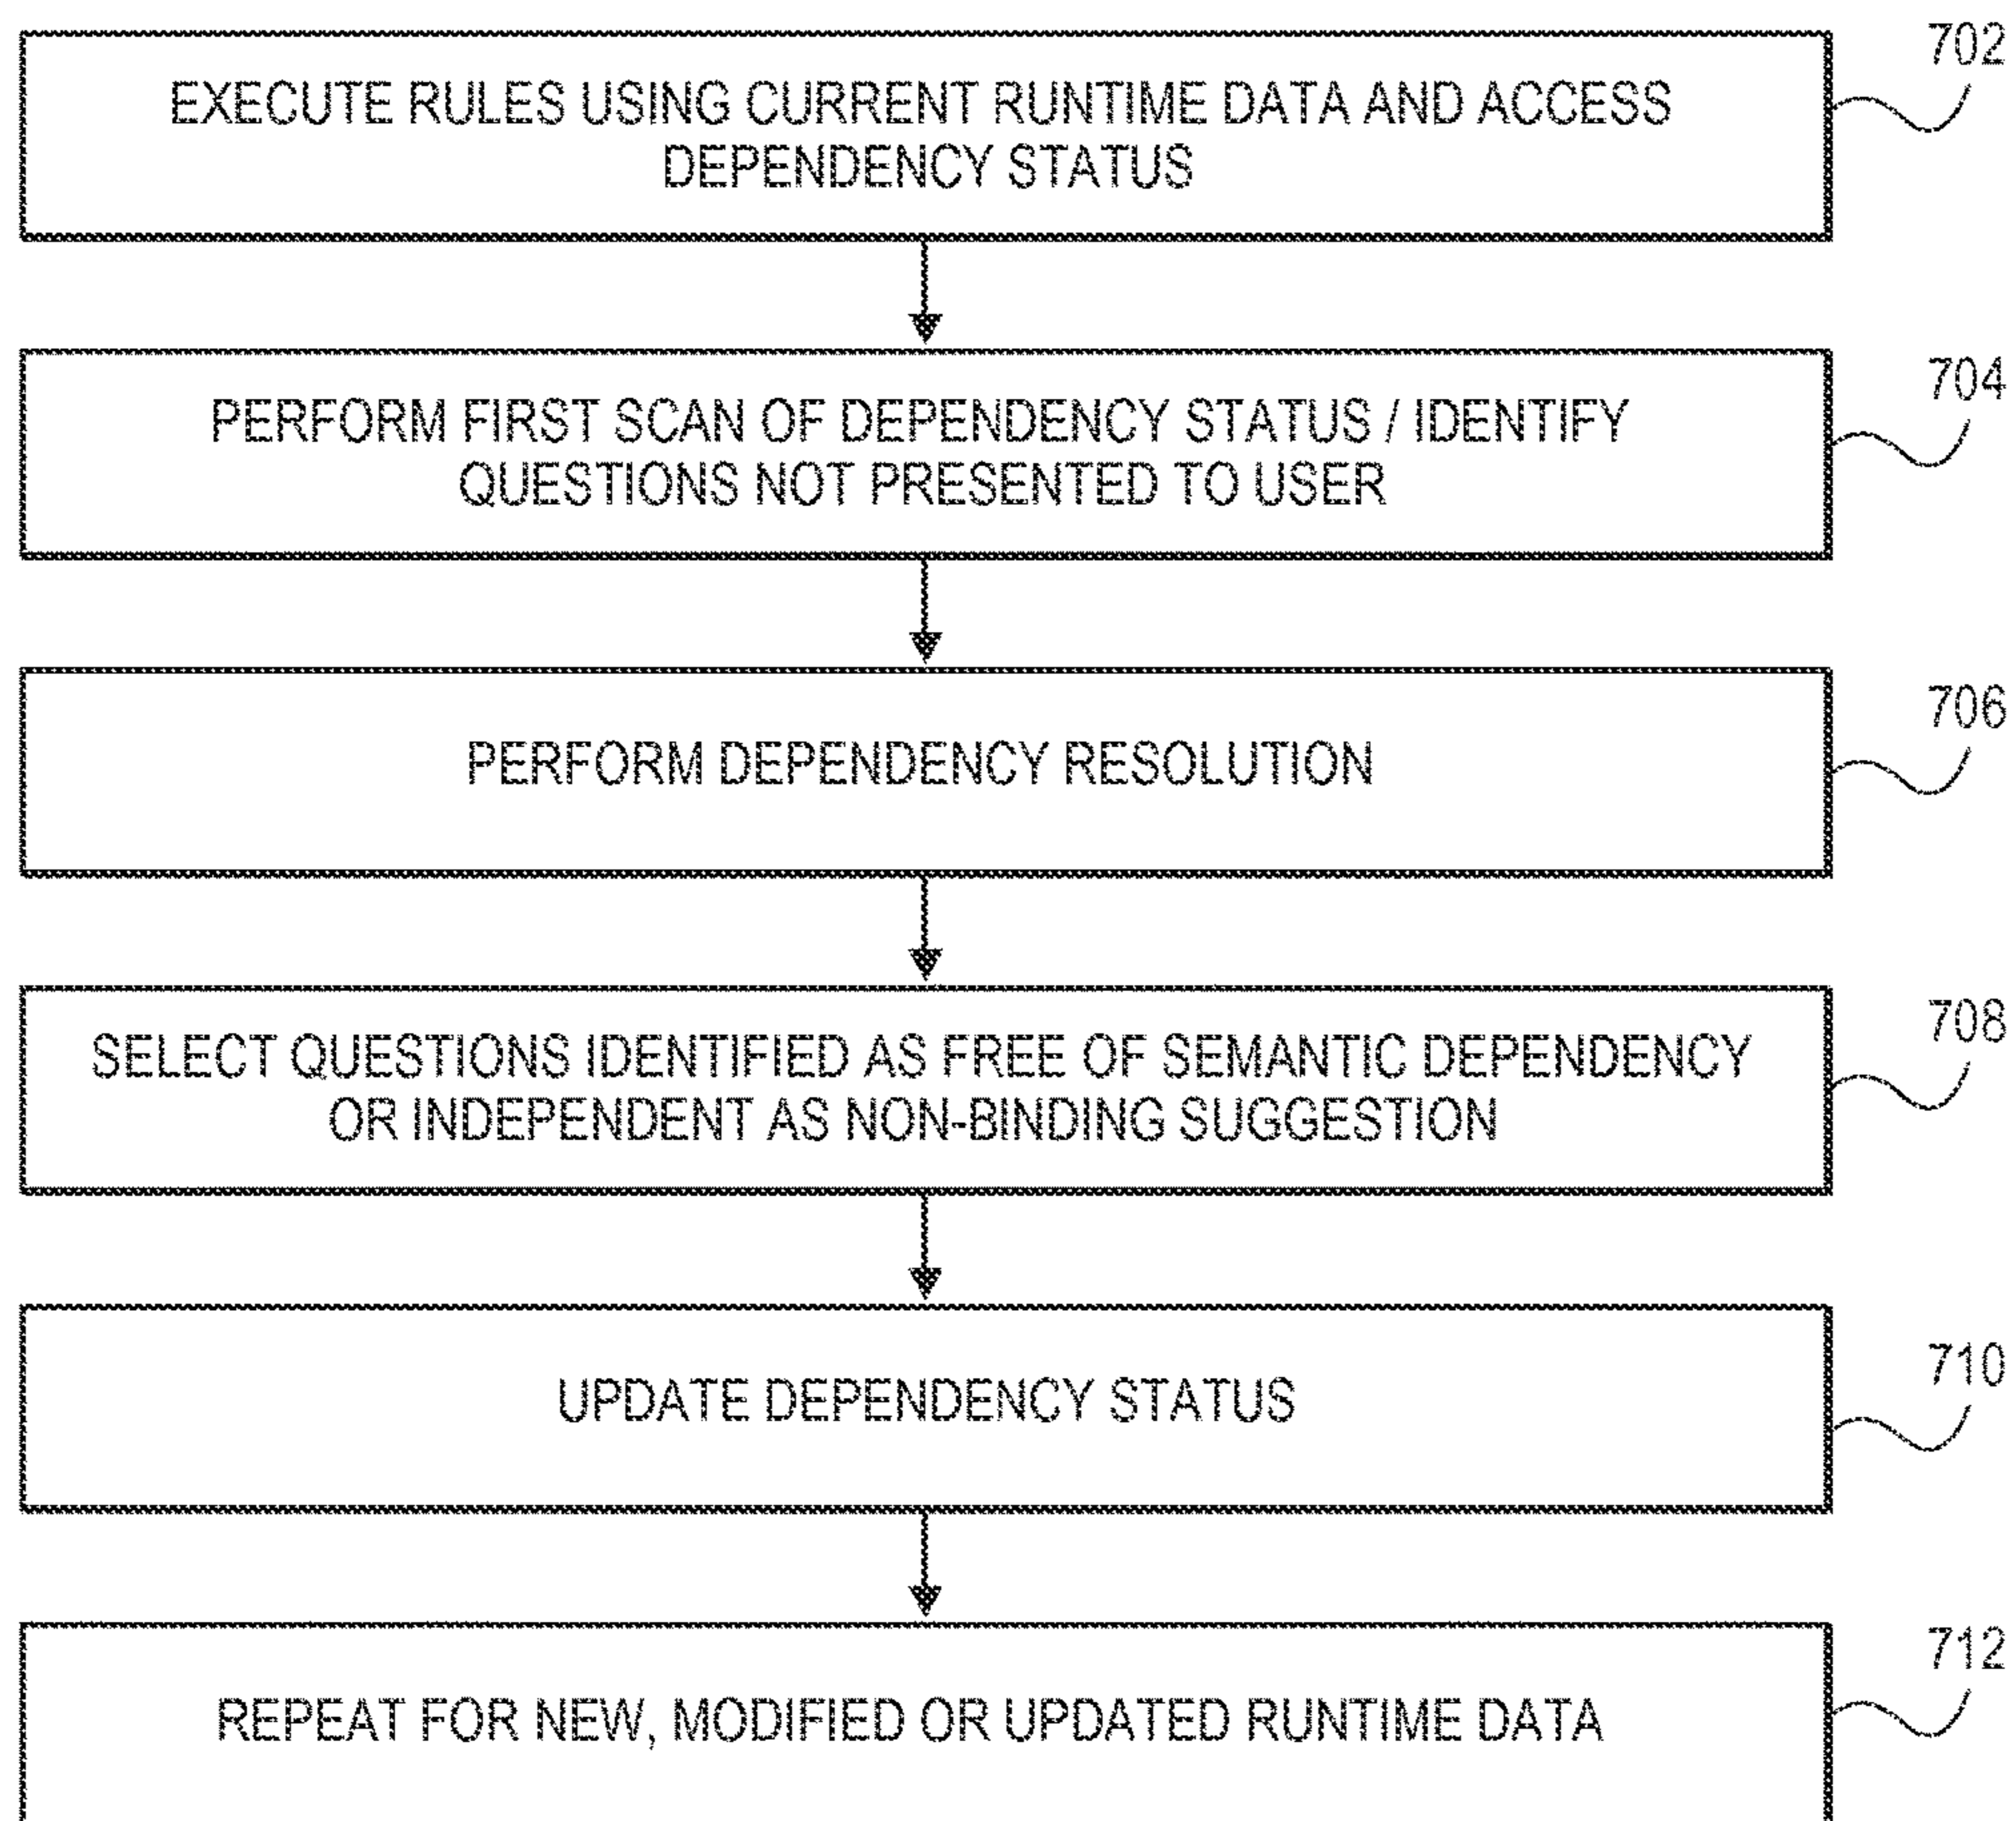 702
EXECUTE RULES USING CURRENT RUNTIME DATA AND ACCESS
DEPENDENCY STATUS
704
PERFORM FIRST SCAN OF DEPENDENCY STATUS / IDENTIFY
QUESTIONS NOT PRESENTED TO USER
706
PERFORM DEPENDENCY RESOLUTION
708
SELECT QUESTIONS IDENTIFIED AS FREE OF SEMANTIC DEPENDENCY
OR INDEPENDENT AS NON-BINDING SUGGESTION
710
UPDATE DEPENDENCY STATUS
712
REPEAT FOR NEW, MODIFIED OR UPDATED RUNTIME DATA